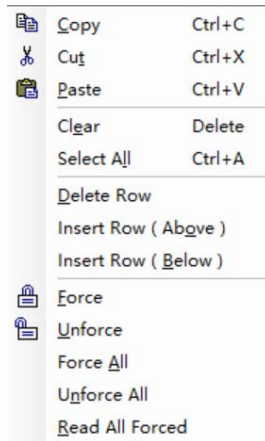 Copy Ctrl+C
Cut Ctrl+X
Paste Ctrl+V
Clear Delete
Select All Ctrl+A
Delete Row
Insert Row ( Above )
Insert Row ( Below )
Force
Unforce
Force All
Unforce All
Read All Forced